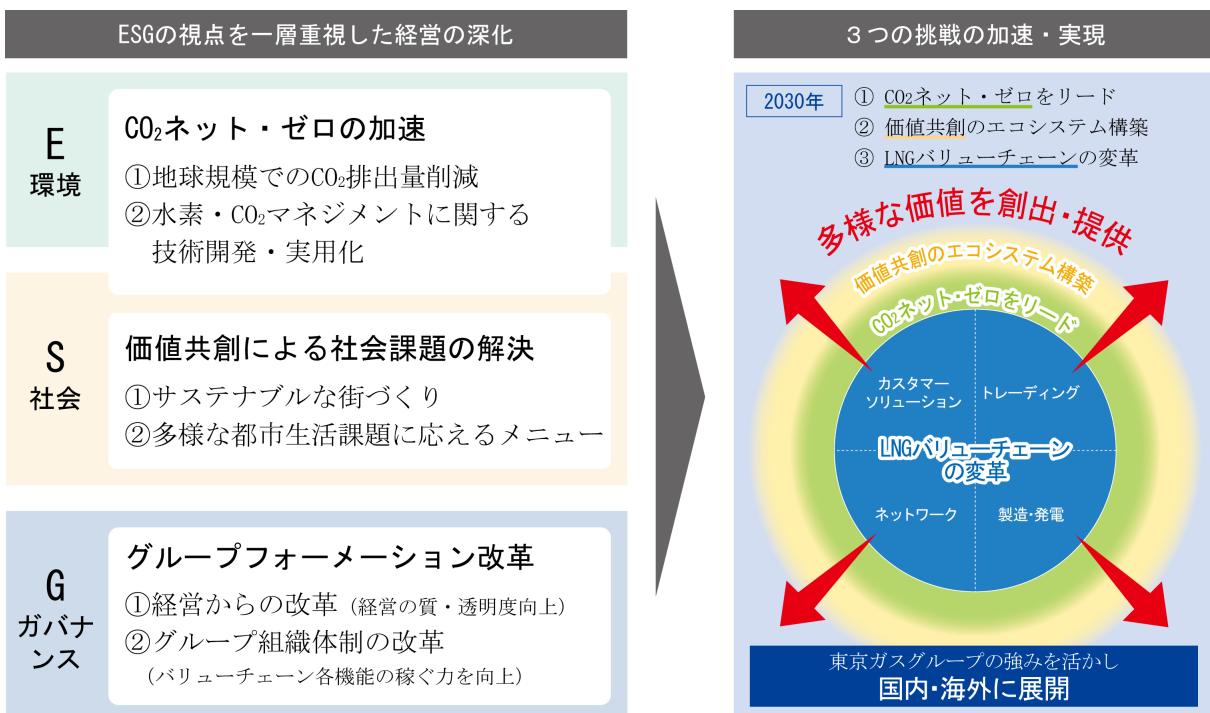 ESGの視点を一層重視した経営の深化
E
環境
CO₂ネット・ゼロの加速
①地球規模でのCO₂排出量削減
②水素・CO₂マネジメントに関する
技術開発・実用化
S
社会
価値共創による社会課題の解決
①サステナブルな街づくり
②多様な都市生活課題に応えるメニュー
G
ガバナ
ンス
グループフォーメーション改革
①経営からの改革（経営の質・透明度向上）
②グループ組織体制の改革
（バリューチェーン各機能の稼ぐ力を向上）
３つの挑戦の加速・実現
2030年
① CO₂ネット・ゼロをリード
② 価値共創のエコシステム構築
③ LNGバリューチェーンの変革
多様な価値を創出・提供
価値共創のエコシステム構築
CO₂ネット・ゼロをリード
カスタマー
ソリューション
トレーディング
LNGバリューチェーン
の変革
ネットワーク
製造・発電
東京ガスグループの強みを活かし
国内・海外に展開